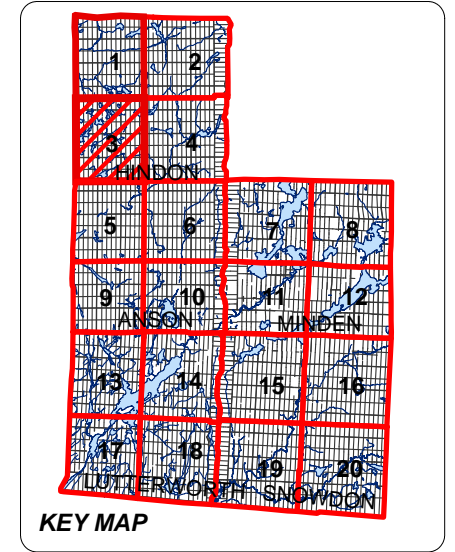 1 2
3 4
HINDON
5 6 7 8
9 10 11 12
ANSON MINDEN
13 14 15 16
17 18 19 20
LUTTERWORTH SNOWDON
KEY MAP